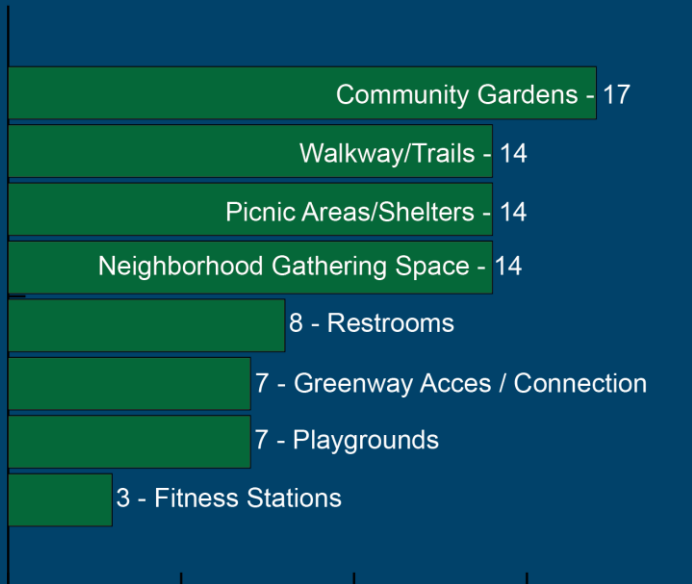 Community Gardens - 17
Walkway/Trails - 14
Picnic Areas/Shelters - 14
Neighborhood Gathering Space - 14
8 - Restrooms
7 - Greenway Acces / Connection
7 - Playgrounds
3 - Fitness Stations